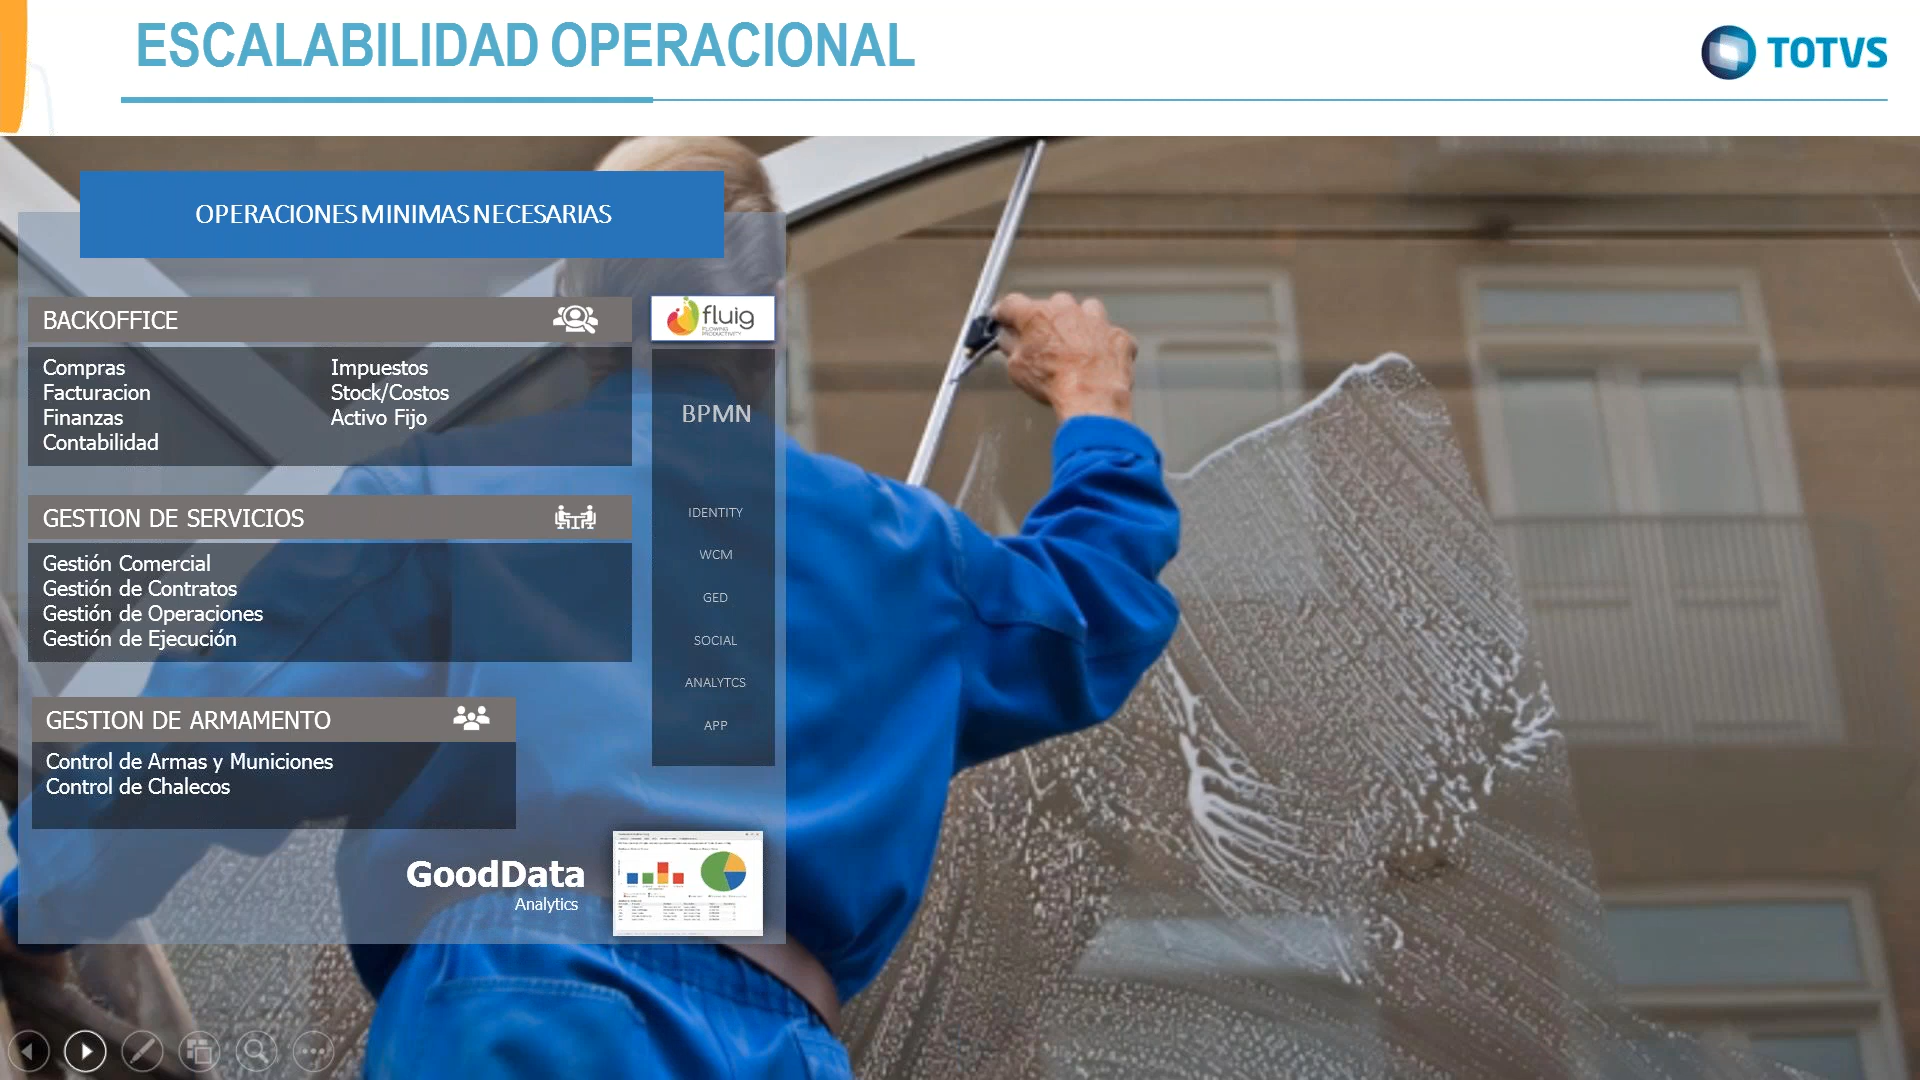 ESCALABILIDAD OPERACIONAL
TOTVS
OPERACIONES MINIMAS NECESARIAS
BACKOFFICE
fluig
FLOWING
PRODUCTIVITY
Compras
Facturacion
Finanzas
Contabilidad
Impuestos
Stock/Costos
Activo Fijo
BPMN
IDENTITY
WCM
GED
SOCIAL
ANALYTCS
APP
GESTION DE SERVICIOS
Gestión Comercial
Gestión de Contratos
Gestión de Operaciones
Gestión de Ejecución
GESTION DE ARMAMENTO
Control de Armas y Municiones
Control de Chalecos
GoodData
Analytics